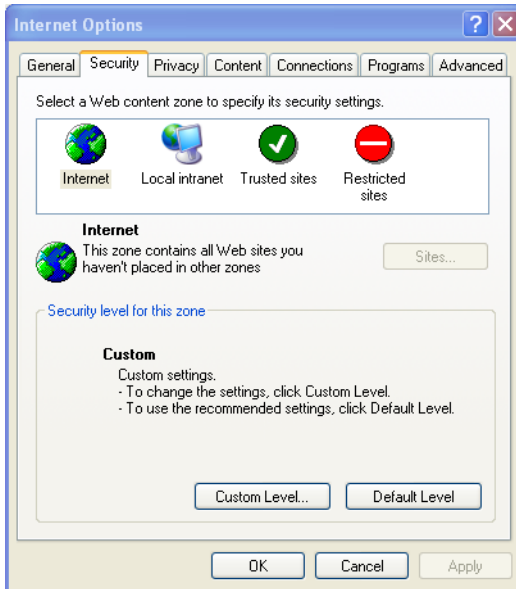 Internet Options
General Security Privacy Content Connections Programs Advanced
Select a Web content zone to specify its security settings.
Internet Local intranet Trusted sites Restricted
sites
Internet
This zone contains all Web sites you
haven't placed in other zones
Sites...
Security level for this zone
Custom
Custom settings.
- To change the settings, click Custom Level.
- To use the recommended settings, click Default Level.
Custom Level... Default Level
OK Cancel Apply